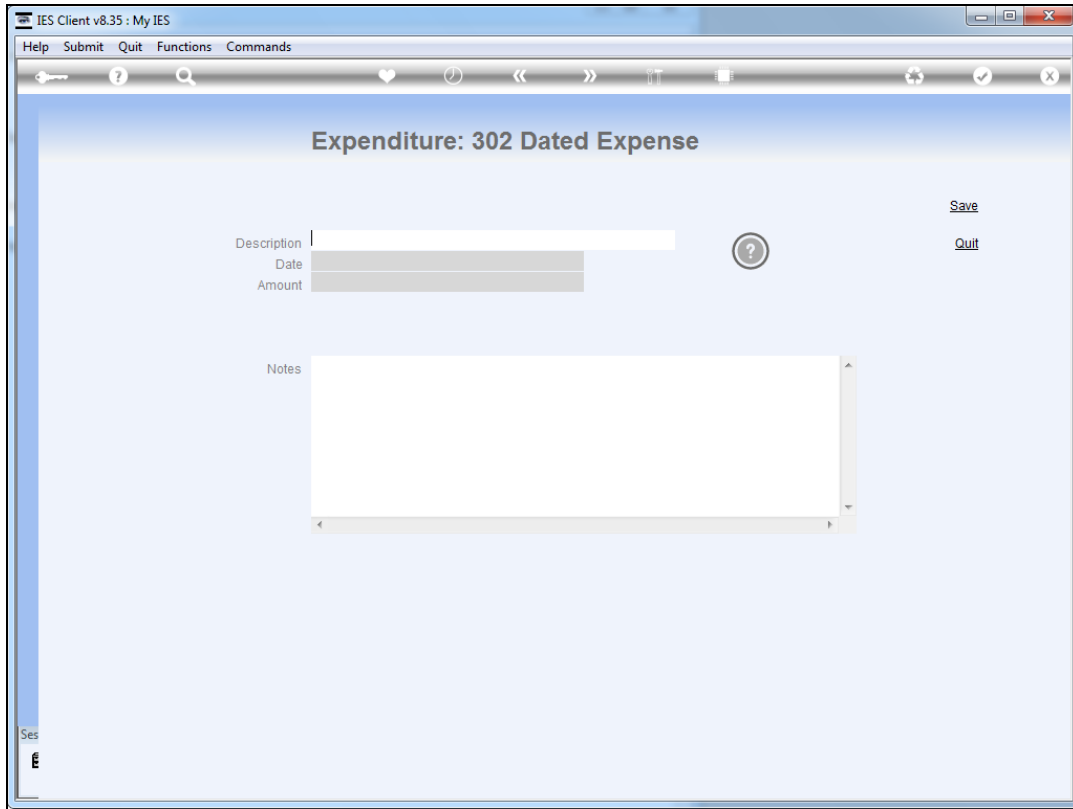 IES Client v8.35 : My IES
Help Submit Quit Functions Commands
Expenditure: 302 Dated Expense
Save
Description
Quit
Date
Amount
Notes
Ses